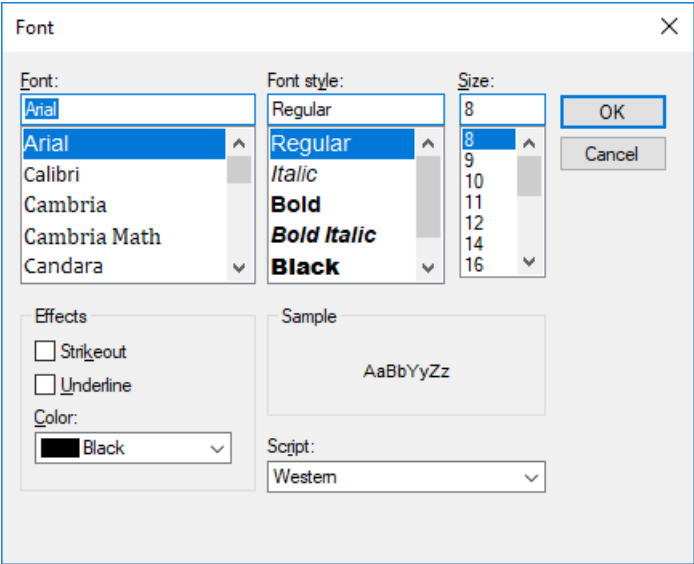 Font
Font:
Arial
Arial
Calibri
Cambria
Cambria Math
Candara
Font style:
Regular
Regular
Italic
Bold
Bold Italic
Black
Size:
8
8
9
10
11
12
14
16
OK
Cancel
Effects
Strikeout
Underline
Color:
Black
Sample
AaBbYyZz
Script:
Western